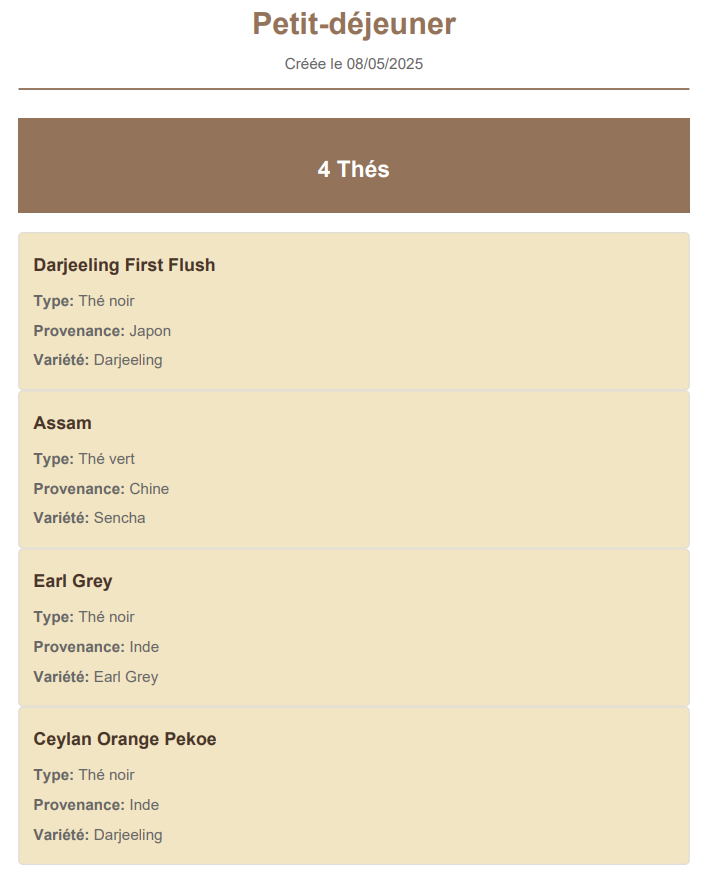 Petit-déjeuner
Créée le 08/05/2025
4 Thés
Darjeeling First Flush
Type: Thé noir
Provenance: Japon
Variété: Darjeeling
Assam
Type: Thé vert
Provenance: Chine
Variété: Sencha
Earl Grey
Type: Thé noir
Provenance: Inde
Variété: Earl Grey
Ceylan Orange Pekoe
Type: Thé noir
Provenance: Inde
Variété: Darjeeling